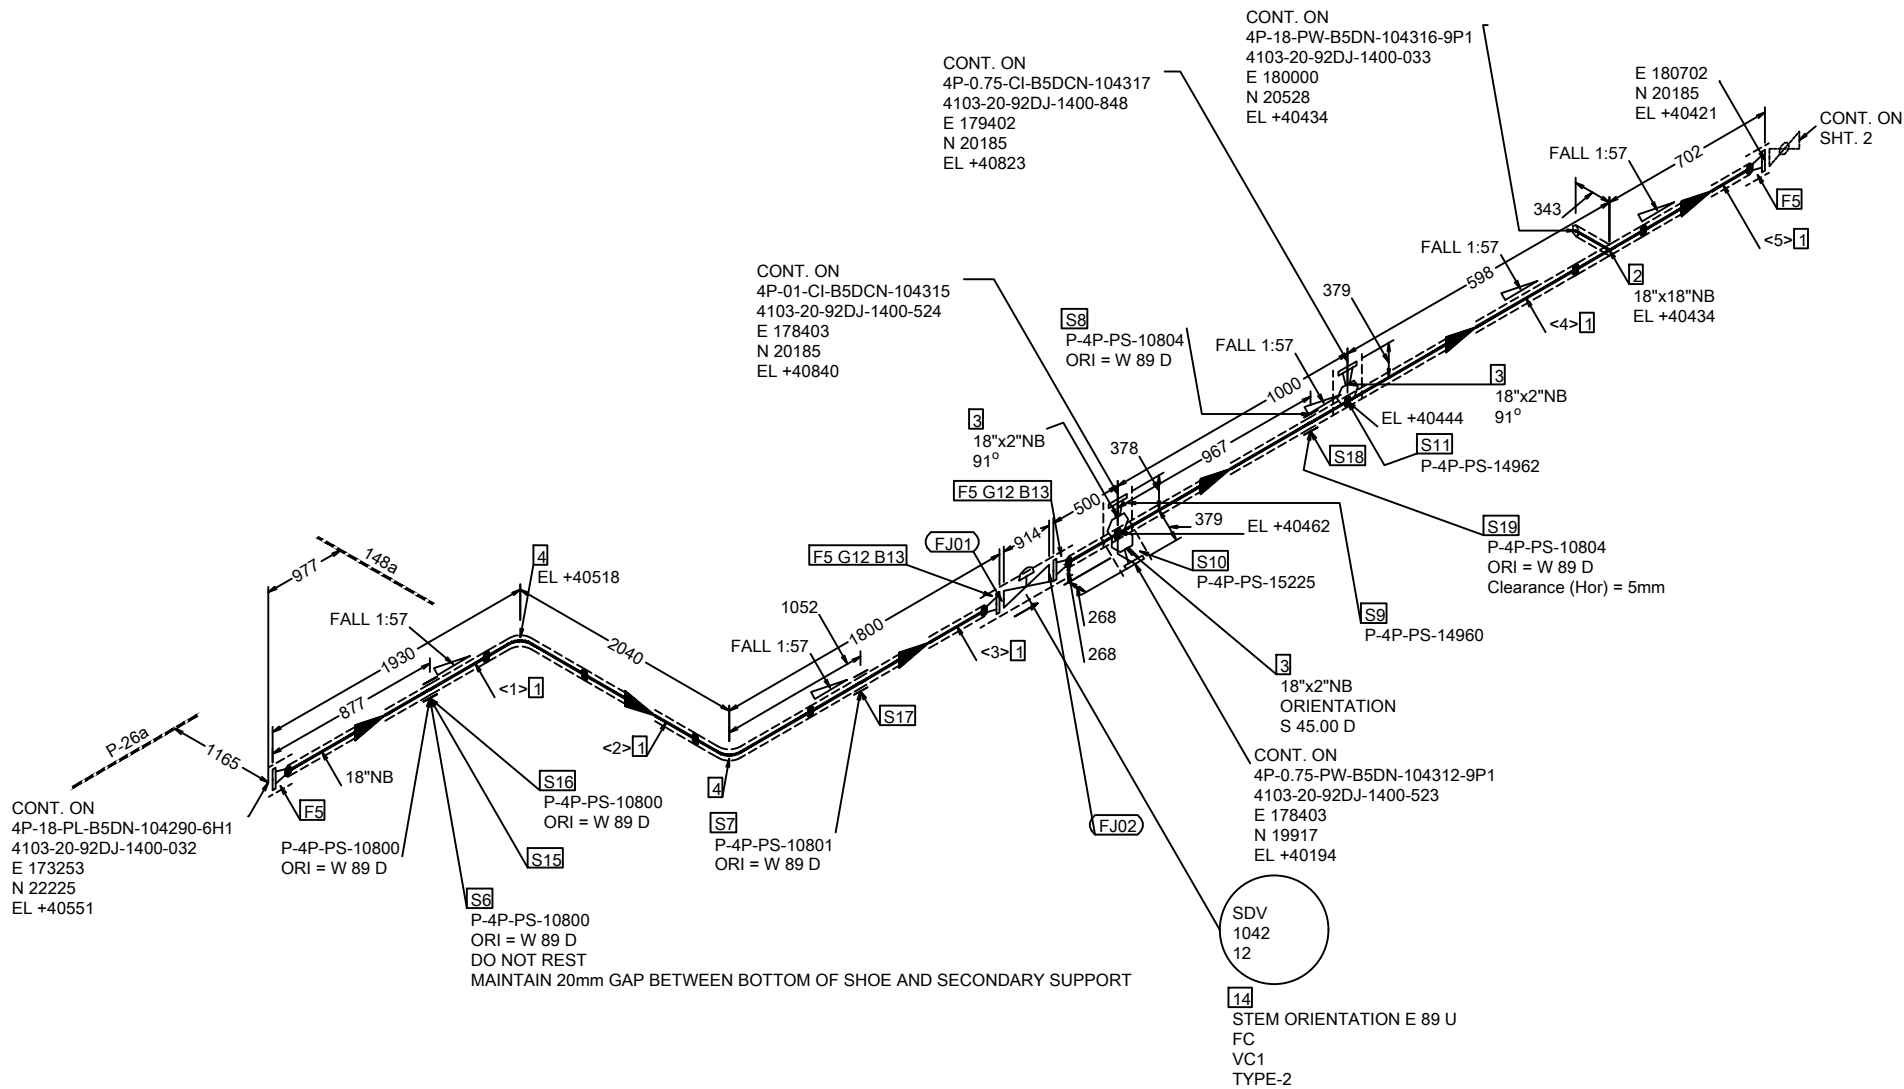 CONT. ON
4P-18-PW-B5DN-104316-9P1
4103-20-92DJ-1400-033
E 180000
N 20528
EL +40434
CONT. ON
4P-0.75-CI-B5DCN-104317
4103-20-92DJ-1400-848
E 179402
N 20185
EL +40823
E 180702
N 20185
EL +40421
CONT. ON
SHT. 2
FALL 1:57
702
343
F5
<5> 1
FALL 1:57
598
2
18"x18"NB
EL +40434
<4> 1
379
CONT. ON
4P-01-CI-B5DCN-104315
4103-20-92DJ-1400-524
E 178403
N 20185
EL +40840
S8
P-4P-PS-10804
ORI = W 89 D
FALL 1:57
1000
3
18"x2"NB
91°
EL +40444
S11
P-4P-PS-14962
S18
967
378
3
18"x2"NB
91°
F5 G12 B13
500
379
EL +40462
S19
P-4P-PS-10804
ORI = W 89 D
Clearance (Hor) = 5mm
FJ01
914
F5 G12 B13
S10
P-4P-PS-15225
S9
P-4P-PS-14960
268
268
977
148a
4
EL +40518
FALL 1:57
1930
2040
1052
1800
FALL 1:57
<3> 1
3
18"x2"NB
ORIENTATION
S 45.00 D
877
<1> 1
S17
P-26a
1165
<2> 1
18"NB
F5
S16
P-4P-PS-10800
ORI = W 89 D
4
CONT. ON
4P-0.75-PW-B5DN-104312-9P1
4103-20-92DJ-1400-523
E 178403
N 19917
EL +40194
CONT. ON
4P-18-PL-B5DN-104290-6H1
4103-20-92DJ-1400-032
E 173253
N 22225
EL +40551
P-4P-PS-10800
ORI = W 89 D
S15
S7
P-4P-PS-10801
ORI = W 89 D
FJ02
S6
P-4P-PS-10800
ORI = W 89 D
DO NOT REST
MAINTAIN 20mm GAP BETWEEN BOTTOM OF SHOE AND SECONDARY SUPPORT
SDV
1042
12
14
STEM ORIENTATION E 89 U
FC
VC1
TYPE-2